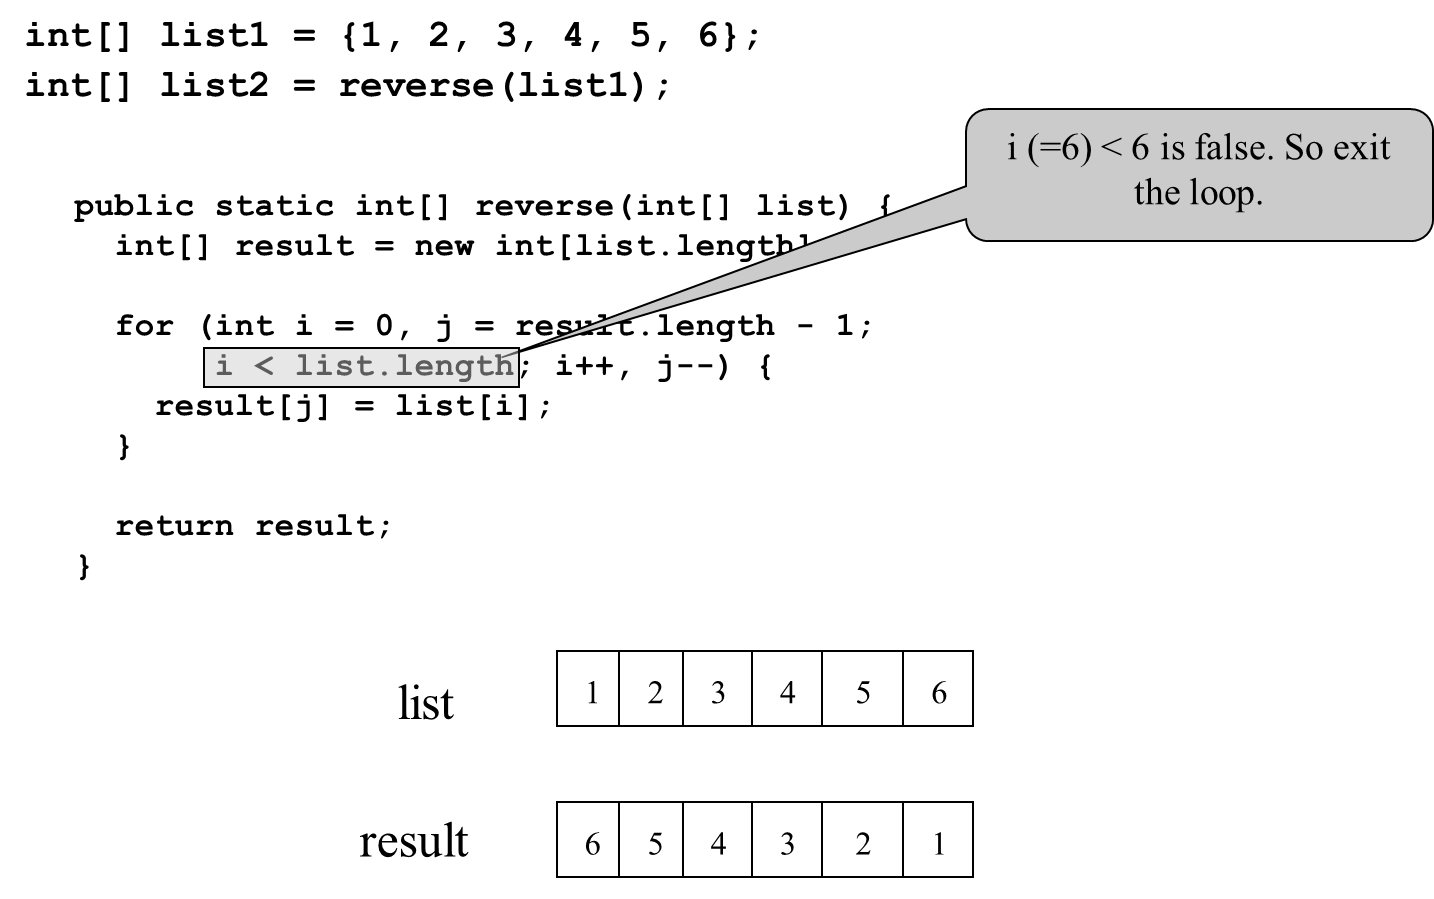 int[] list1 = {1, 2, 3, 4, 5, 6};
int[] list2 = reverse(list1);
i (=6) < 6 is false. So exit
the loop.
public static int[] reverse(int[] list) {
int[] result = new int[list.length]
for (int i = 0, j = result.length - 1;
i < list.length; i++, j--) {
result[j] = list[i];
}
return result;
}
list 1 2 3 4 5 6
result 6 5 4 3 2 1